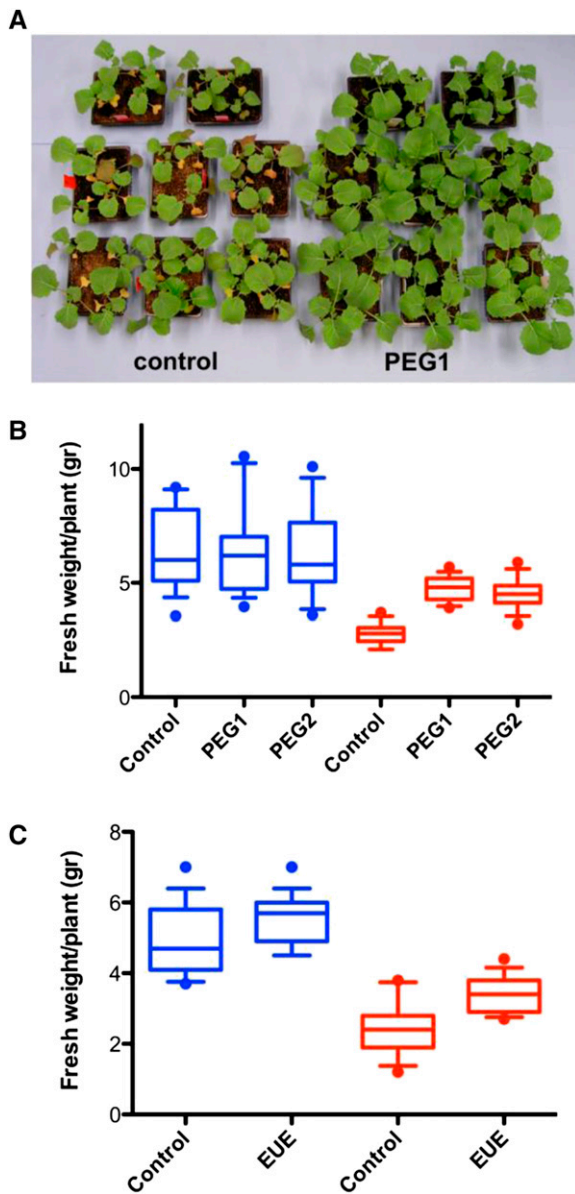 A
control PEG1
B
Fresh weight/plant (gr)
10
5
0
Control PEG1 PEG2 Control PEG1 PEG2
C
Fresh weight/plant (gr)
8
6
4
2
0
Control EUE Control EUE